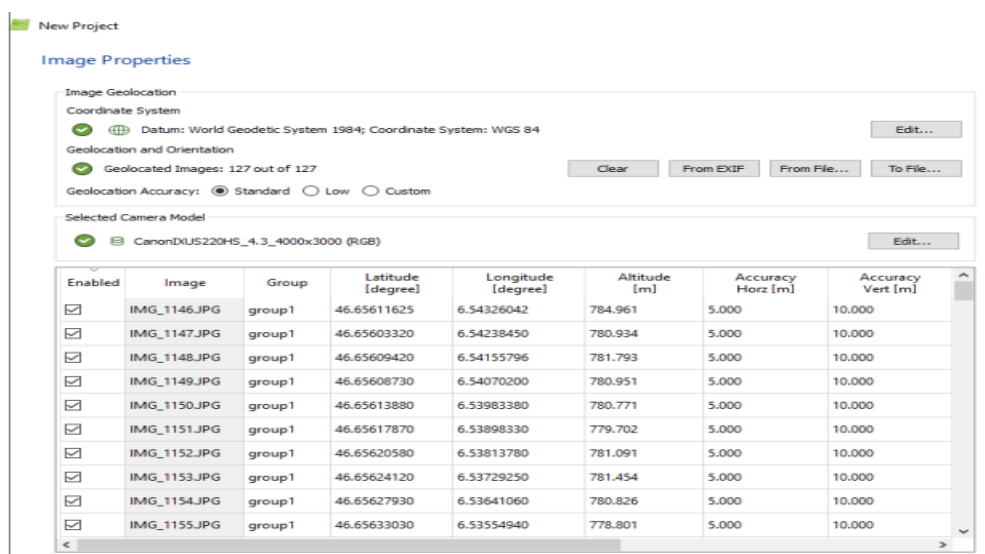 New Project
Image Properties
Image Geolocation
Coordinate System
Datum: World Geodetic System 1984; Coordinate System: WGS 84 Edit...
Geolocation and Orientation
Geolocated Images: 127 out of 127 Clear From EXIF From File... To File...
Geolocation Accuracy: Standard Low Custom
Selected Camera Model
CanonIXUS220HS_4.3_4000x3000 (RGB) Edit...
Enabled Image Group Latitude [degree] Longitude [degree] Altitude [m] Accuracy Horz [m] Accuracy Vert [m]
IMG_1146.JPG group1 46.65611625 6.54326042 784.961 5.000 10.000
IMG_1147.JPG group1 46.65603320 6.54238450 780.934 5.000 10.000
IMG_1148.JPG group1 46.65609420 6.54155796 781.793 5.000 10.000
IMG_1149.JPG group1 46.65608730 6.54070200 780.951 5.000 10.000
IMG_1150.JPG group1 46.65613880 6.53983380 780.771 5.000 10.000
IMG_1151.JPG group1 46.65617870 6.53898330 779.702 5.000 10.000
IMG_1152.JPG group1 46.65620580 6.53813780 781.091 5.000 10.000
IMG_1153.JPG group1 46.65624120 6.53729250 781.454 5.000 10.000
IMG_1154.JPG group1 46.65627930 6.53641060 780.826 5.000 10.000
IMG_1155.JPG group1 46.65633030 6.53554940 778.801 5.000 10.000